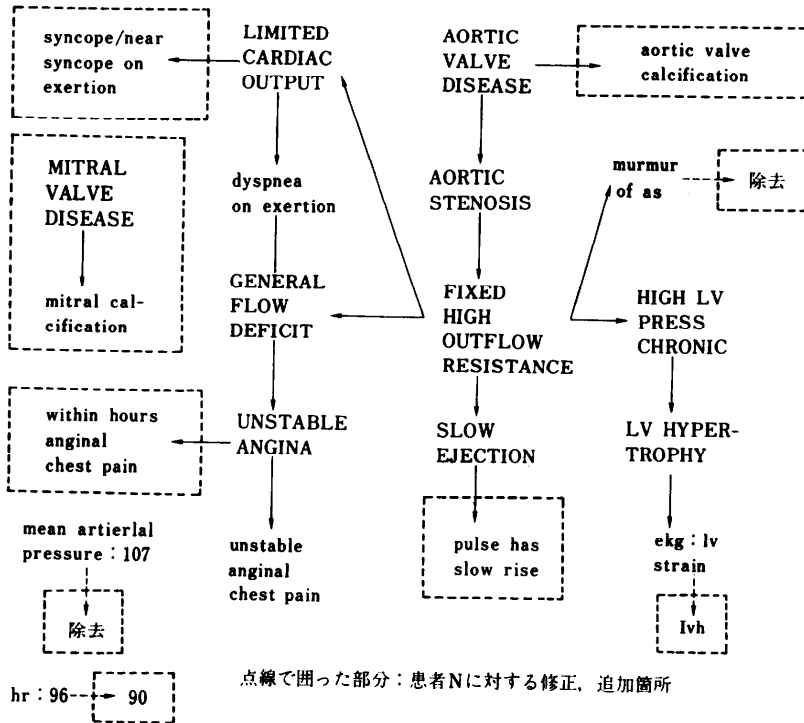 syncope/near
syncope on
exertion
LIMITED
CARDIAC
OUTPUT
AORTIC
VALVE
DISEASE
aortic valve
calcification
MITRAL
VALVE
DISEASE
mitral cal-
cification
dyspnea
on exertion
AORTIC
STENOSIS
murmur
of as
除去
GENERAL
FLOW
DEFICIT
FIXED
HIGH
OUTFLOW
RESISTANCE
HIGH LV
PRESS
CHRONIC
within hours
anginal
chest pain
UNSTABLE
ANGINA
SLOW
EJECTION
LV HYPER-
TROPHY
mean artierlal
pressure：107
除去
unstable
anginal
chest pain
pulse has
slow rise
ekg：lv
strain
lvh
hr：96
90
点線で囲った部分：患者Nに対する修正，追加箇所